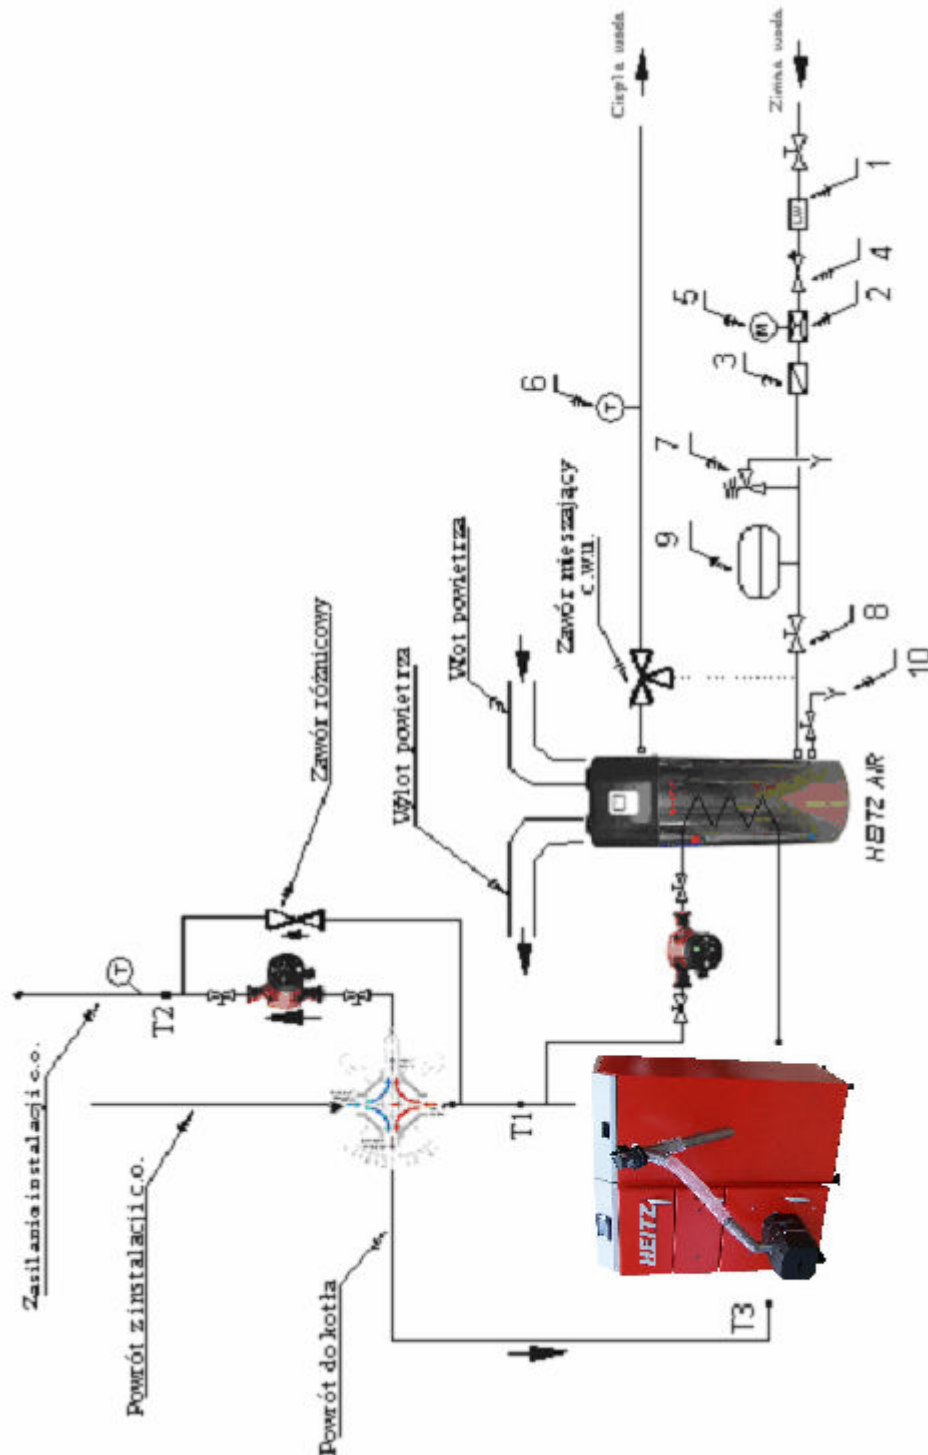 Zasilanie instalacji c.o.
Powrót z instalacji c.o.
Powrót do kotła
T
T2
T1
T3
Zawór różnicowy
Wylot powietrza
Wlot powietrza
Zawór mieszający
c.w.u.
Ciepła woda
Zimna woda
HEITZ
HEITZ AIR
T
6
M
5
LW
1
4
2
3
7
9
8
10